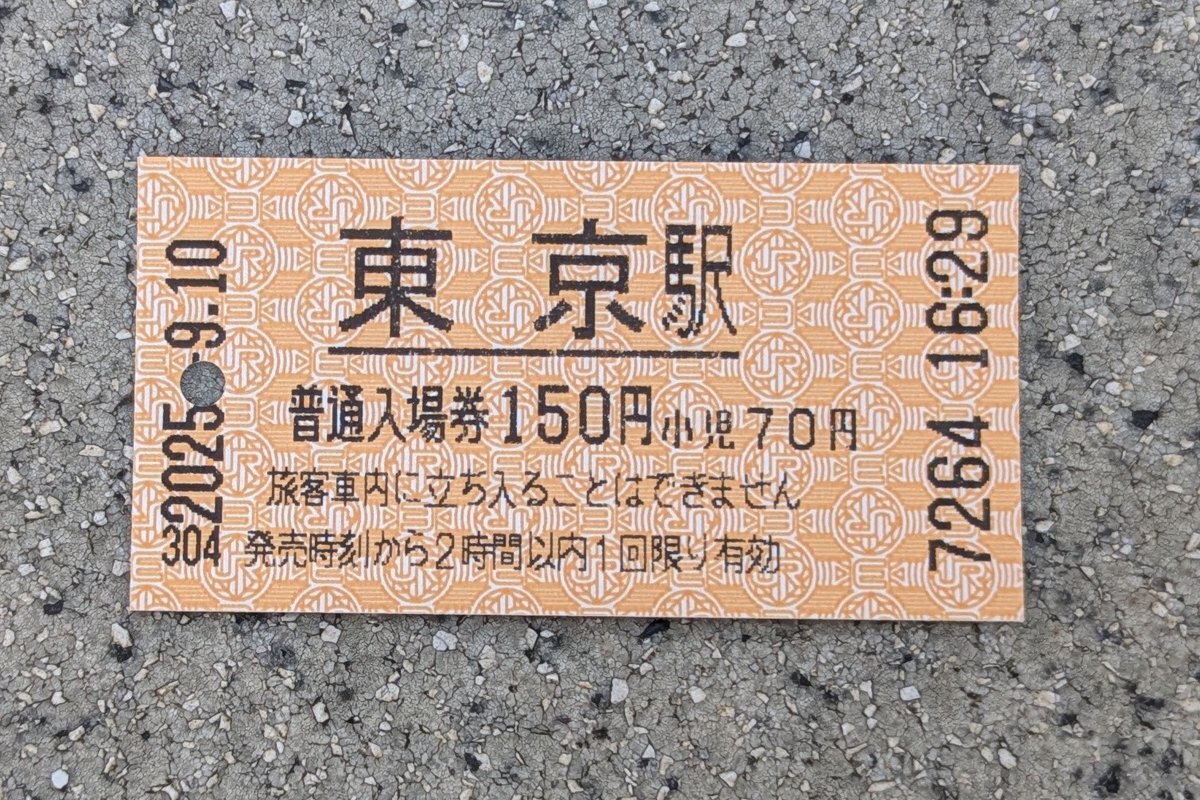 東京駅
普通入場券150円小児70円
旅客車内に立ち入ることはできません
発売時刻から2時間以内1回限り有効
2025.-9.10
304
7264 16:29